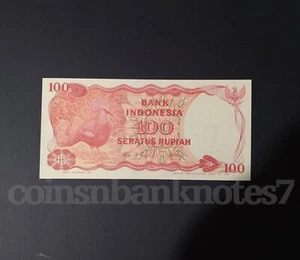 100
BANK
INDONESIA
100
SERATUS RUPIAH
100
coinsnbanknotes7